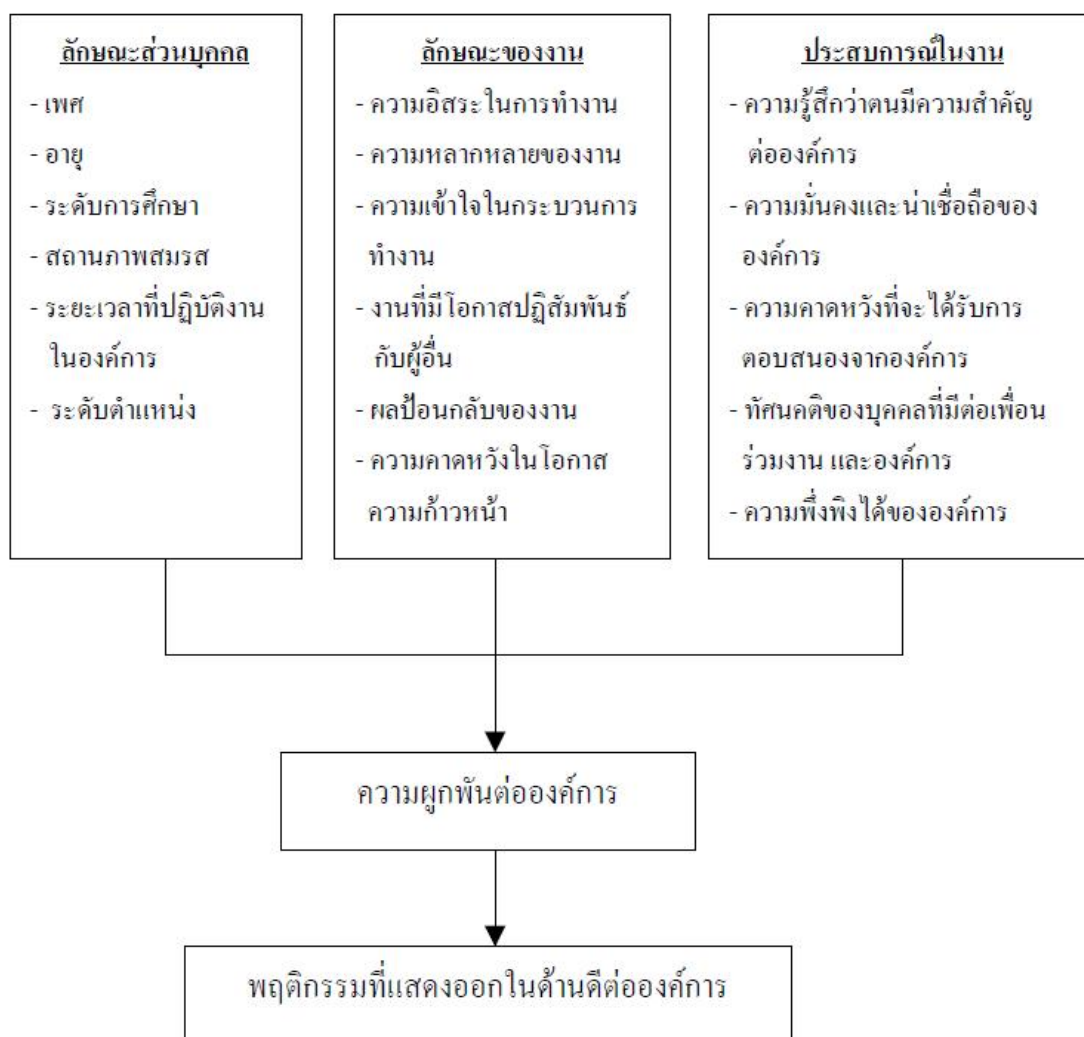 ลักษณะส่วนบุคคล
- เพศ
- อายุ
- ระดับการศึกษา
- สถานภาพสมรส
- ระยะเวลาที่ปฏิบัติงาน
ในองค์การ
- ระดับตำแหน่ง
ลักษณะของงาน
- ความอิสระในการทำงาน
- ความหลากหลายของงาน
- ความเข้าใจในกระบวนการ
ทำงาน
- งานที่มีโอกาสปฏิสัมพันธ์
กับผู้อื่น
- ผลป้อนกลับของงาน
- ความคาดหวังในโอกาส
ความก้าวหน้า
ประสบการณ์ในงาน
- ความรู้สึกว่าตนมีความสำคัญ
ต่อองค์การ
- ความมั่นคงและน่าเชื่อถือของ
องค์การ
- ความคาดหวังที่จะได้รับการ
ตอบสนองจากองค์การ
- ทัศนคติของบุคคลที่มีต่อเพื่อน
ร่วมงาน และองค์การ
- ความพึ่งพิงได้ขององค์การ
ความผูกพันต่อองค์การ
พฤติกรรมที่แสดงออกในด้านดีต่อองค์การ